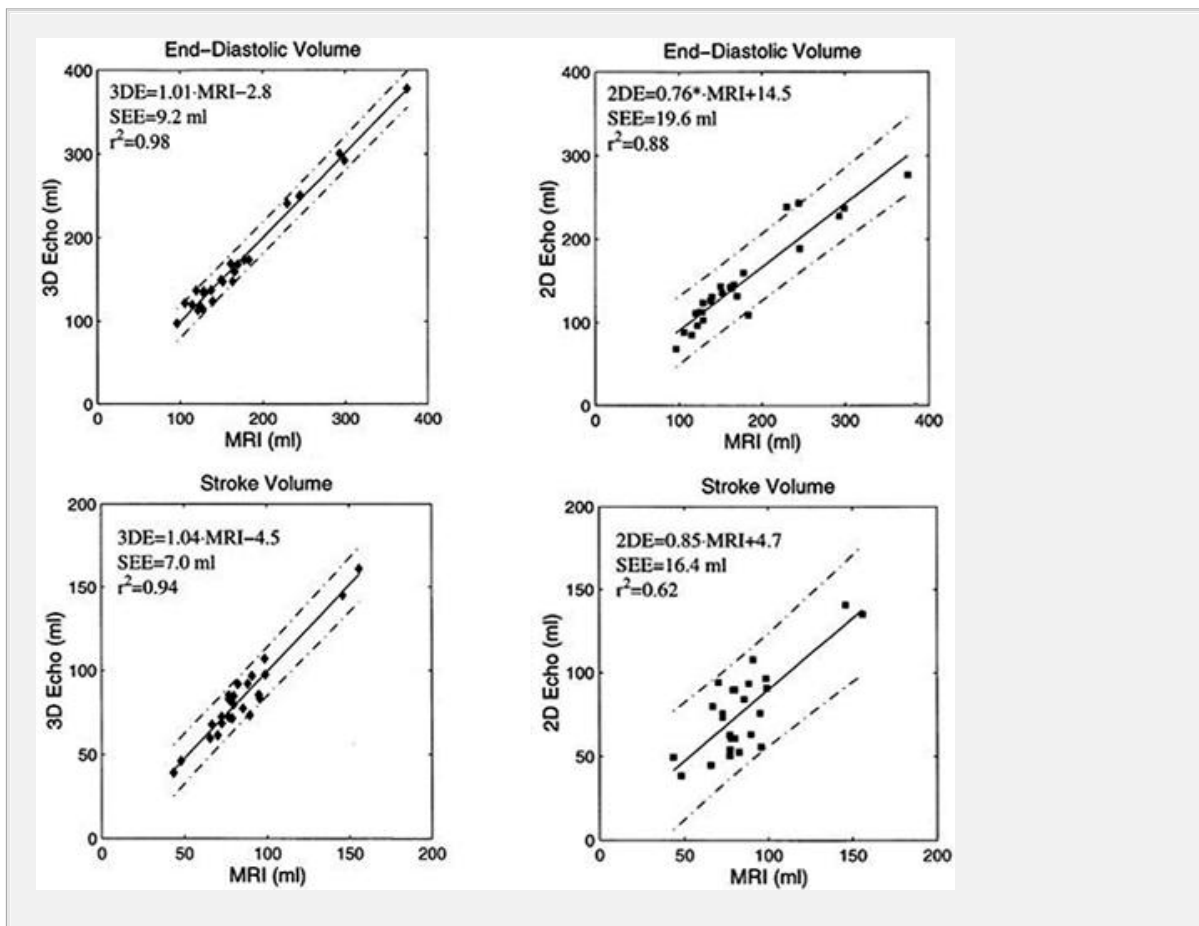 End-Diastolic Volume
400
300
200
100
0
3D Echo (ml)
3DE=1.01·MRI-2.8
SEE=9.2 ml
r²=0.98
0 100 200 300 400
MRI (ml)
End-Diastolic Volume
400
300
200
100
0
2D Echo (ml)
2DE=0.76*·MRI+14.5
SEE=19.6 ml
r²=0.88
0 100 200 300 400
MRI (ml)
Stroke Volume
200
150
100
50
0
3D Echo (ml)
3DE=1.04·MRI-4.5
SEE=7.0 ml
r²=0.94
0 50 100 150 200
MRI (ml)
Stroke Volume
200
150
100
50
0
2D Echo (ml)
2DE=0.85·MRI+4.7
SEE=16.4 ml
r²=0.62
0 50 100 150 200
MRI (ml)